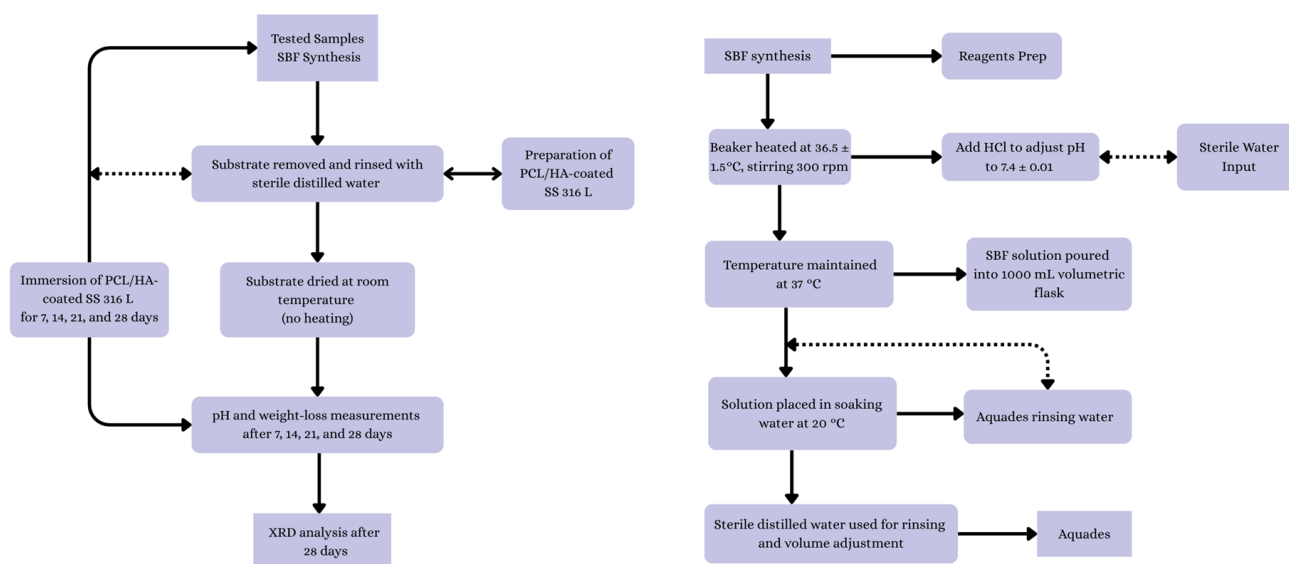 Tested Samples
SBF Synthesis
Substrate removed and rinsed with
sterile distilled water
Preparation of
PCL/HA-coated
SS 316 L
Immersion of PCL/HA-
coated SS 316 L
for 7, 14, 21, and 28 days
Substrate dried at room
temperature
(no heating)
pH and weight-loss measurements
after 7, 14, 21, and 28 days
XRD analysis after
28 days
SBF synthesis
Reagents Prep
Beaker heated at 36.5 ±
1.5°C, stirring 300 rpm
Add HCl to adjust pH
to 7.4 ± 0.01
Sterile Water
Input
Temperature maintained
at 37 °C
SBF solution poured
into 1000 mL volumetric
flask
Solution placed in soaking
water at 20 °C
Aquades rinsing water
Sterile distilled water used for rinsing
and volume adjustment
Aquades